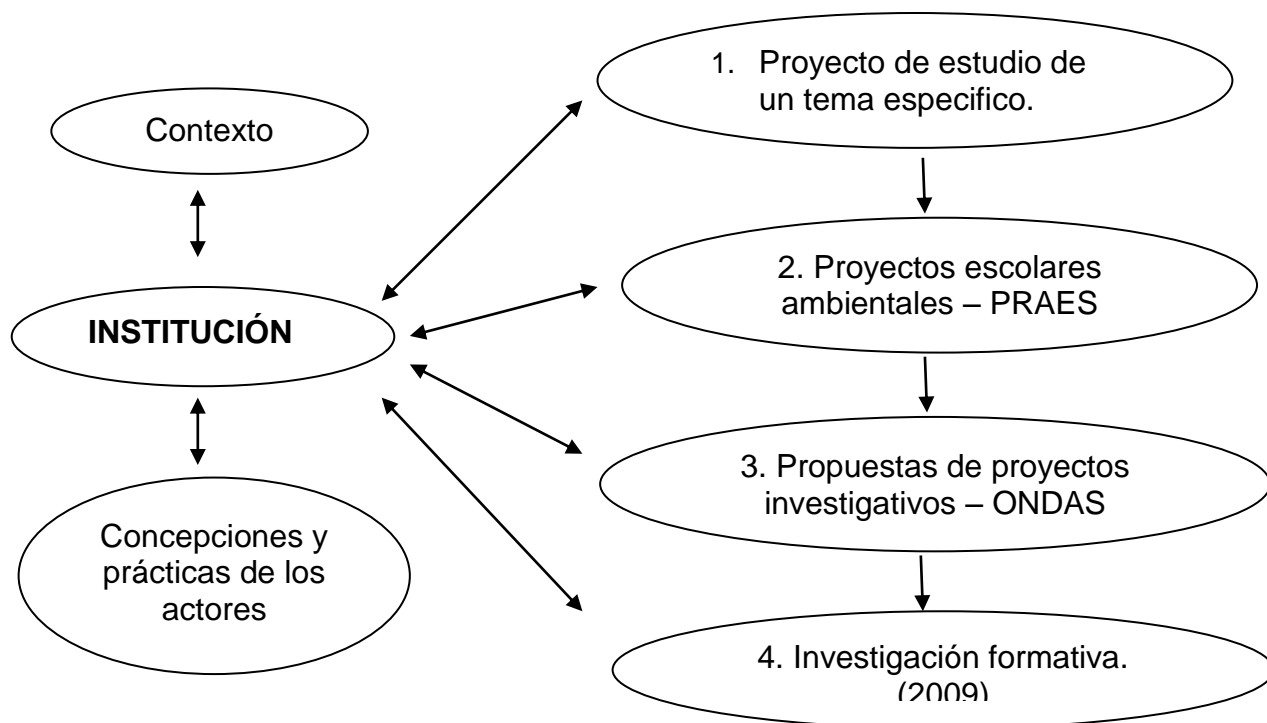 Contexto
INSTITUCIÓN
Concepciones y
prácticas de los
actores
1. Proyecto de estudio de
un tema especifico.
2. Proyectos escolares
ambientales – PRAES
3. Propuestas de proyectos
investigativos – ONDAS
4. Investigación formativa.
(2009)